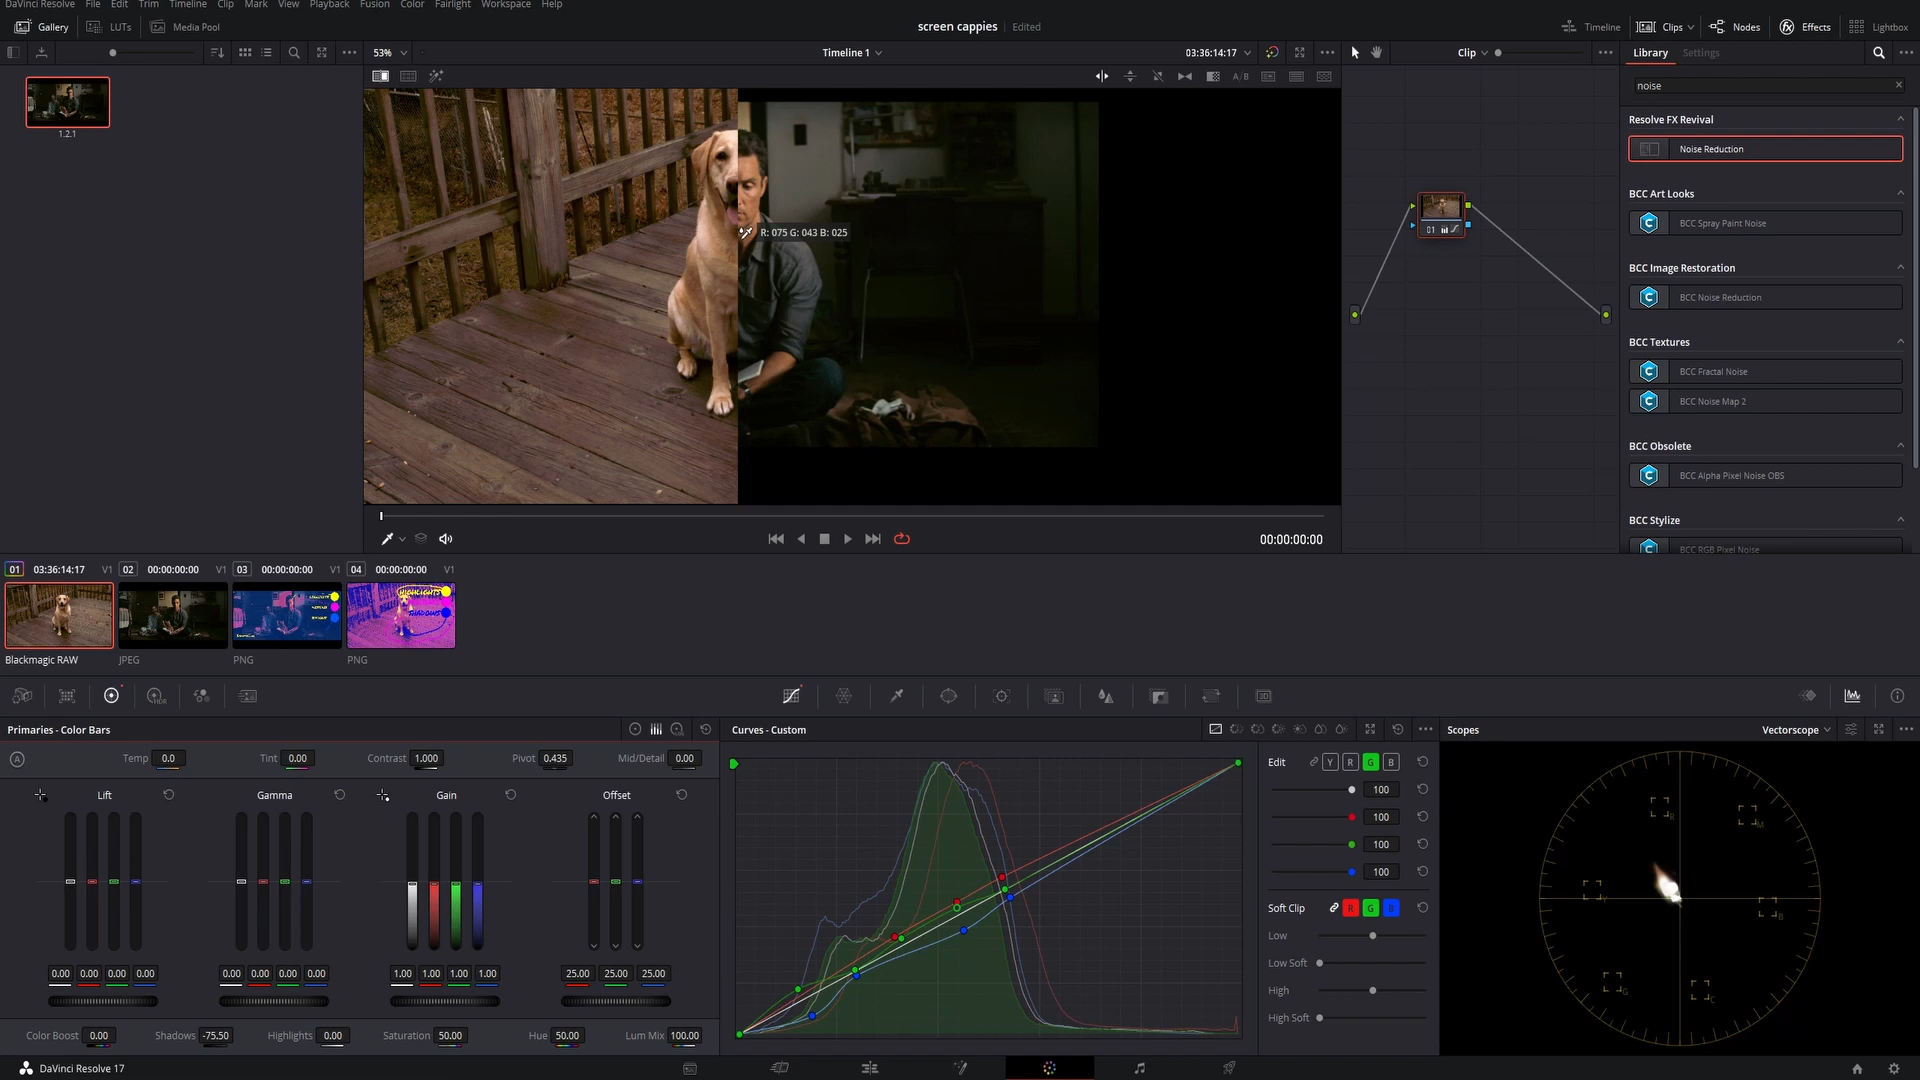 DaVinci Resolve File Edit Trim Timeline Clip Mark View Playback Fusion Color Fairlight Workspace Help
Gallery LUTs Media Pool screen cappies Edited Timeline Clips Nodes Effects Lightbox
53% Timeline 1 03:36:14:17 Clip Library Settings
A/B noise
1.2.1
Resolve FX Revival
Noise Reduction
BCC Art Looks
BCC Spray Paint Noise
R: 075 G: 043 B: 025
01
BCC Image Restoration
BCC Noise Reduction
BCC Textures
BCC Fractal Noise
BCC Noise Map 2
BCC Obsolete
BCC Alpha Pixel Noise OBS
BCC Stylize
BCC RGB Pixel Noise
00:00:00:00
01 03:36:14:17 V1 02 00:00:00:00 V1 03 00:00:00:00 V1 04 00:00:00:00 V1
HIGHLIGHTS
SHADOWS
Blackmagic RAW JPEG PNG PNG
HDR 3D
Primaries - Color Bars Curves - Custom Scopes Vectorscope
A Temp 0.0 Tint 0.00 Contrast 1.000 Pivot 0.435 Mid/Detail 0.00 Edit Y R G B
Lift Gamma Gain Offset 100
100
100
100
R M Y B G C
Soft Clip R G B
Low
Low Soft
0.00 0.00 0.00 0.00 0.00 0.00 0.00 0.00 1.00 1.00 1.00 1.00 25.00 25.00 25.00
High
High Soft
Color Boost 0.00 Shadows -75.50 Highlights 0.00 Saturation 50.00 Hue 50.00 Lum Mix 100.00
DaVinci Resolve 17